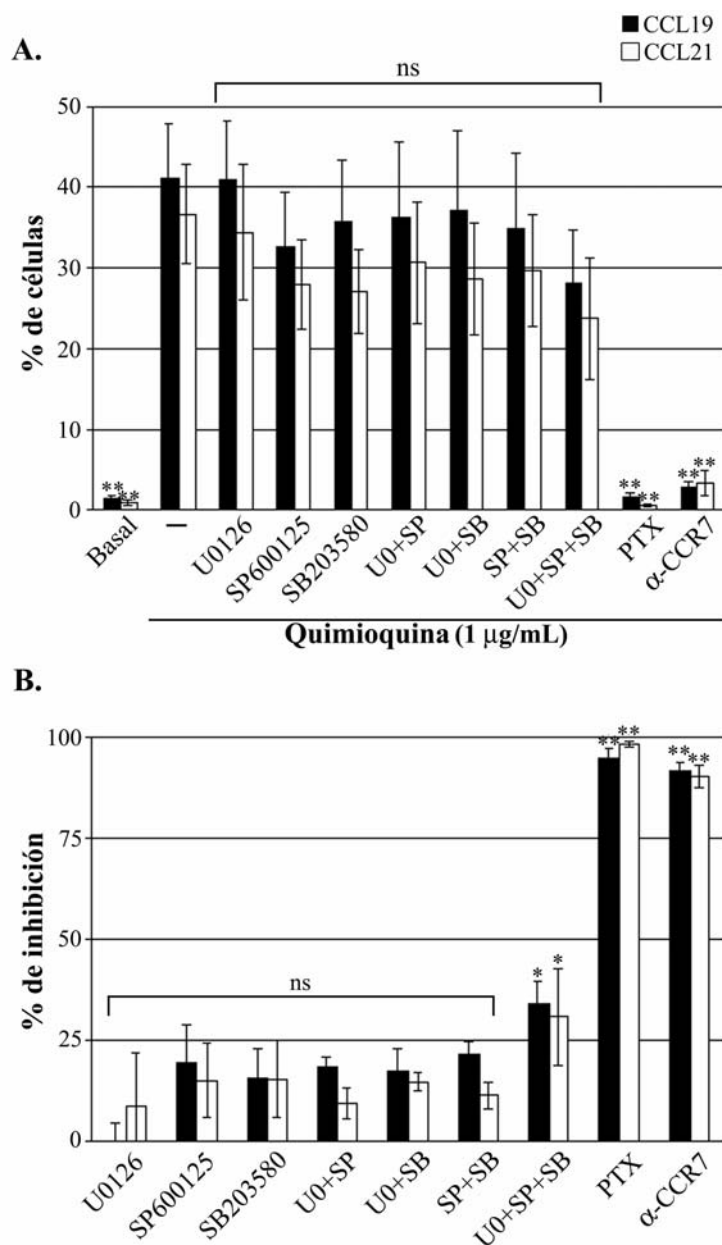 CCL19
CCL21
A.
ns
50
40
30
20
10
0
% de células
** ** ** ** ** **
Basal
–
U0126
SP600125
SB203580
U0+SP
U0+SB
SP+SB
U0+SP+SB
PTX
α-CCR7
Quimioquina (1 µg/mL)
B.
100
75
50
25
0
% de inhibición
ns
* * ** ** ** **
U0126
SP600125
SB203580
U0+SP
U0+SB
SP+SB
U0+SP+SB
PTX
α-CCR7